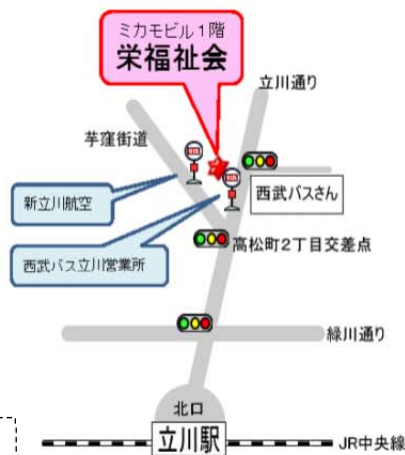 ミカモビル1階
栄福祉会
立川通り
芋窪街道
新立川航空
西武バスさん
西武バス立川営業所
高松町2丁目交差点
緑川通り
北口
立川駅
JR中央線